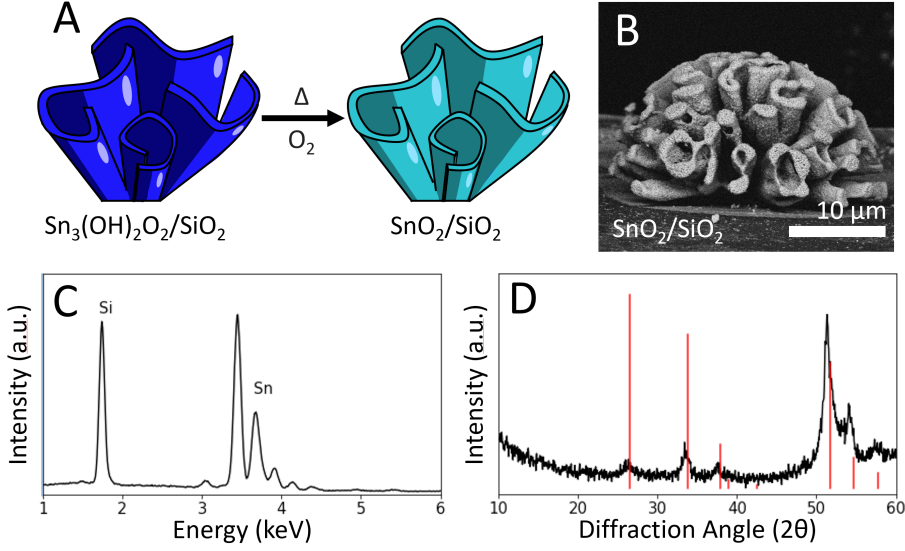 A
Δ
O₂
Sn₃(OH)₂O₂/SiO₂
SnO₂/SiO₂
B
10 µm
SnO₂/SiO₂
C
Si
Sn
Intensity (a.u.)
1 2 3 4 5 6
Energy (keV)
D
Intensity (a.u.)
10 20 30 40 50 60
Diffraction Angle (2θ)